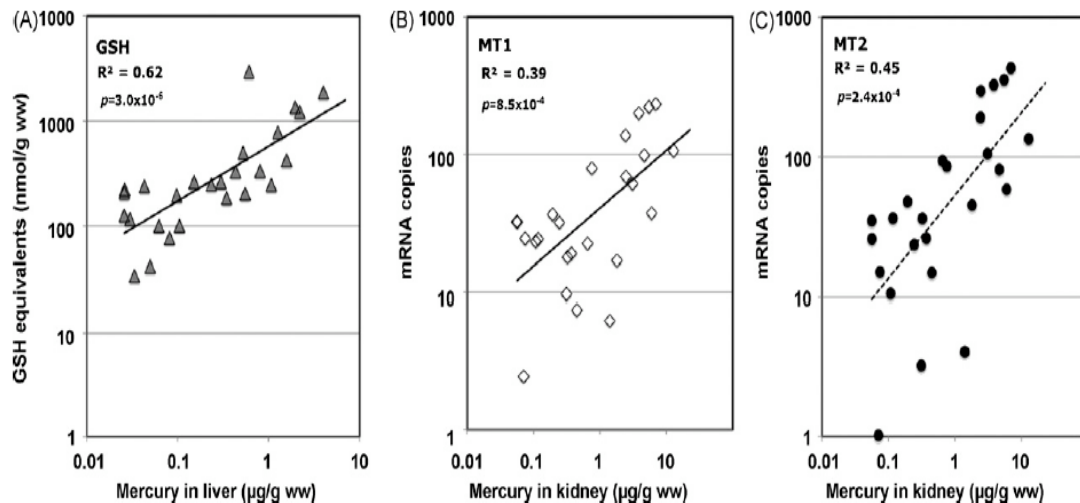 (A)
GSH
R² = 0.62
p=3.0x10⁻⁶
GSH equivalents (nmol/g ww)
1000
1000
100
10
1
0.01 0.1 1 10
Mercury in liver (µg/g ww)
(B)
MT1
R² = 0.39
p=8.5x10⁻⁴
mRNA copies
1000
100
10
1
0.01 0.1 1 10
Mercury in kidney (µg/g ww)
(C)
MT2
R² = 0.45
p=2.4x10⁻⁴
mRNA copies
1000
100
10
1
0.01 0.1 1 10
Mercury in kidney (µg/g ww)